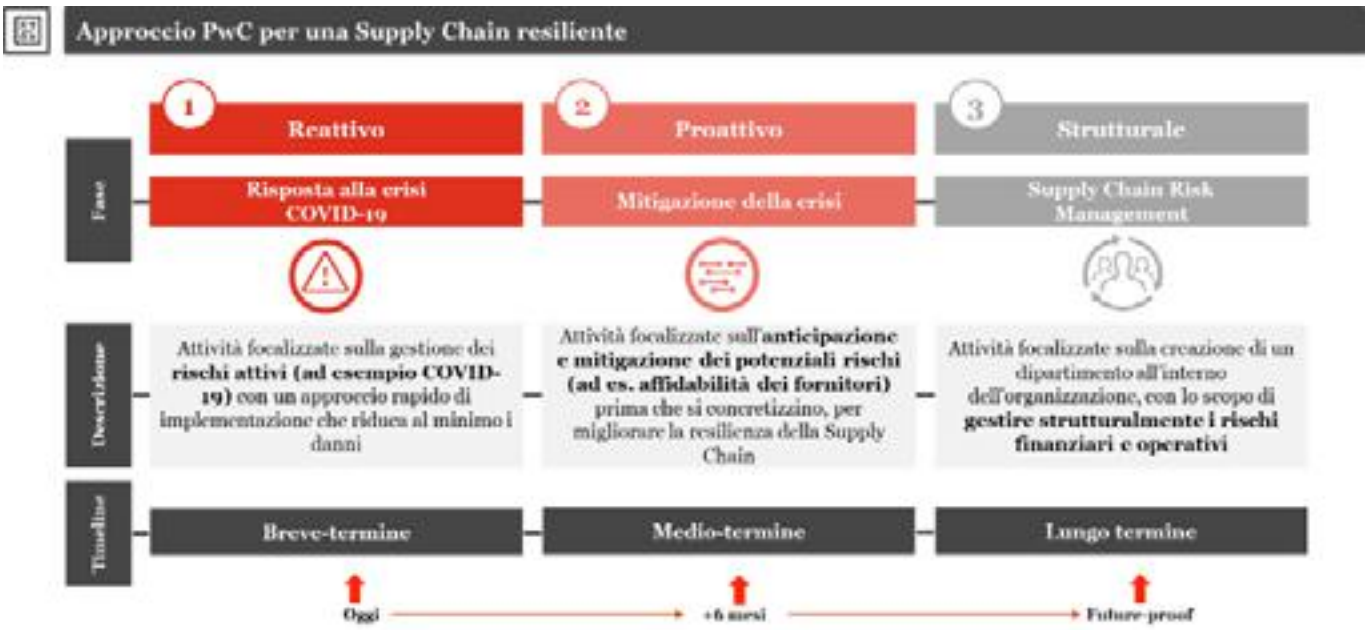 Approccio PwC per una Supply Chain resiliente
1
Reattivo
2
Proattivo
3
Strutturale
Fase
Risposta alla crisi
COVID-19
Mitigazione della crisi
Supply Chain Risk
Management
Descrizione
Attività focalizzate sulla gestione dei
rischi attivi (ad esempio COVID-
19) con un approccio rapido di
implementazione che riduca al minimo i
danni
Attività focalizzate sull'anticipazione
e mitigazione dei potenziali rischi
(ad es. affidabilità dei fornitori)
prima che si concretizzino, per
migliorare la resilienza della Supply
Chain
Attività focalizzate sulla creazione di un
dipartimento all'interno
dell'organizzazione, con lo scopo di
gestire strutturalmente i rischi
finanziari e operativi
Timeline
Breve-termine
Medio-termine
Lungo termine
Oggi
+6 mesi
Future-proof